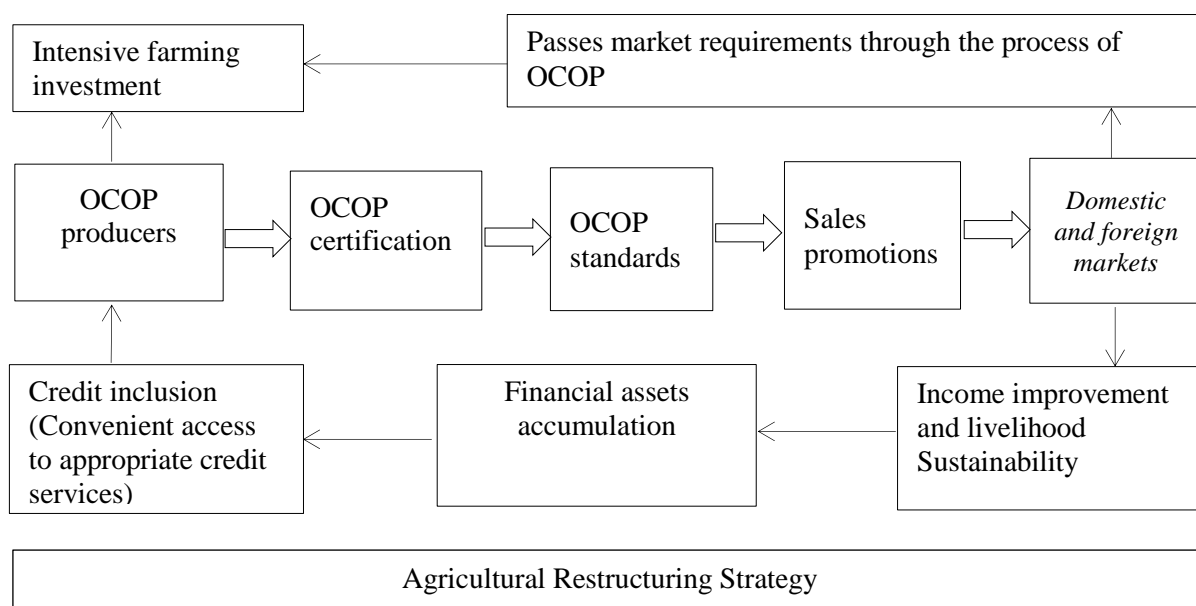 Intensive farming
investment
Passes market requirements through the process of
OCOP
OCOP
producers
OCOP
certification
OCOP
standards
Sales
promotions
Domestic
and foreign
markets
Credit inclusion
(Convenient access
to appropriate credit
services)
Financial assets
accumulation
Income improvement
and livelihood
Sustainability
Agricultural Restructuring Strategy